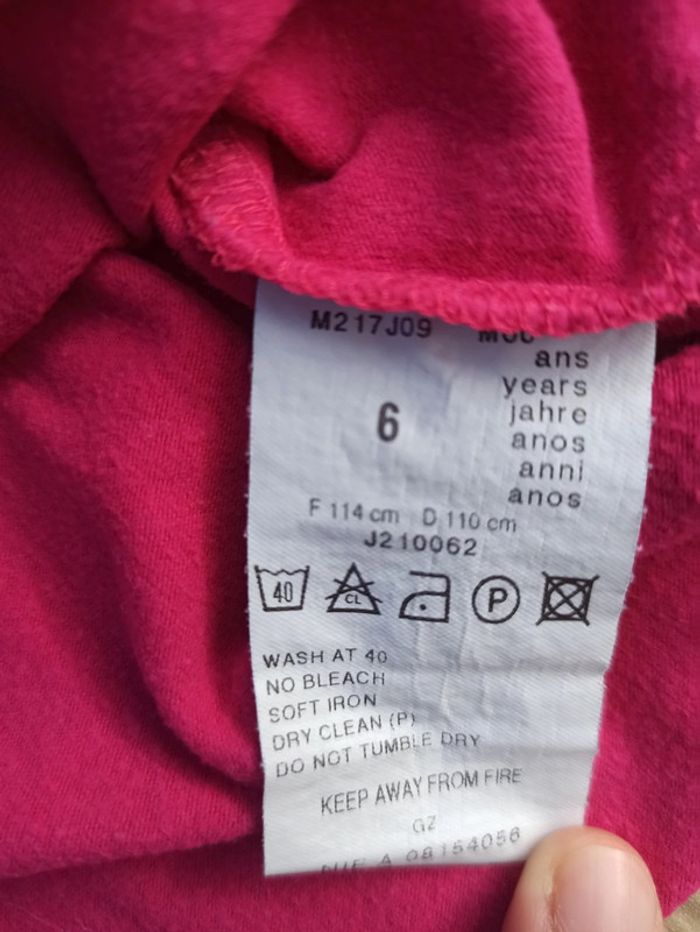 M217J09
ans
years
6 jahre
anos
anni
anos
F 114 cm D 110 cm
J210062
40 CL P
WASH AT 40
NO BLEACH
SOFT IRON
DRY CLEAN (P)
DO NOT TUMBLE DRY
KEEP AWAY FROM FIRE
GZ
A 08154056